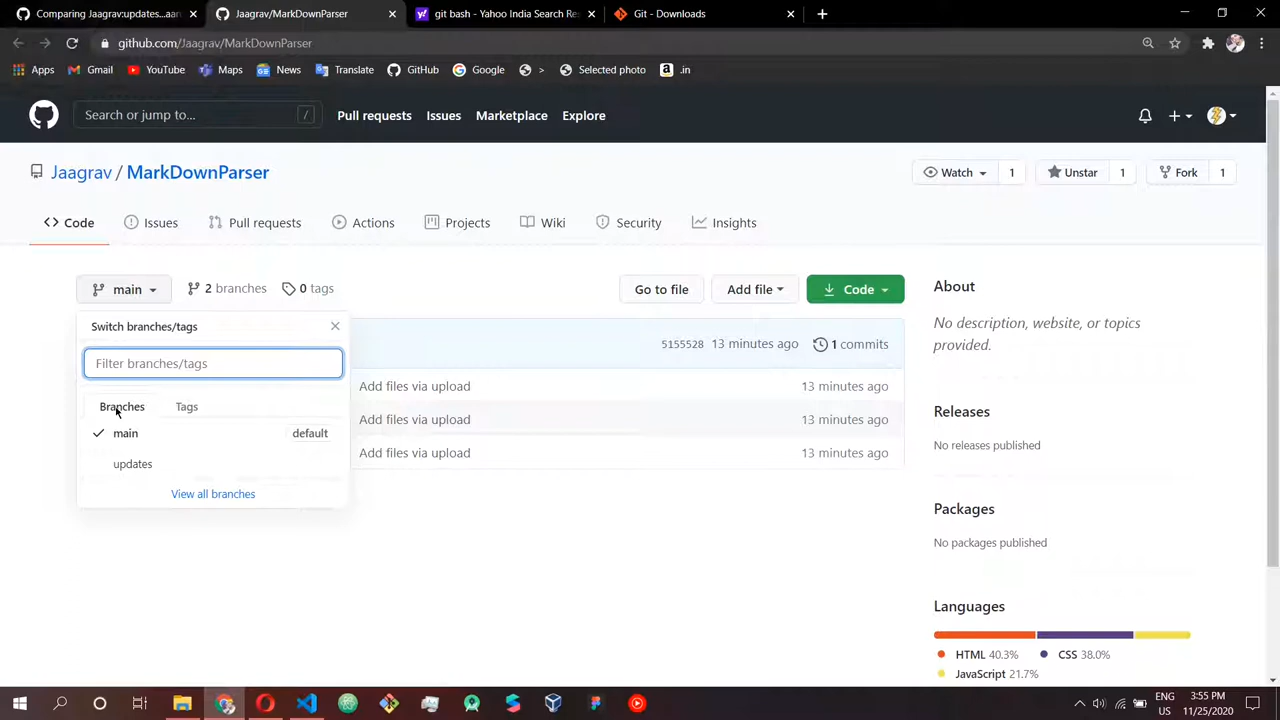 Comparing Jaagrav:updates...aan
Jaagrav/MarkDownParser
git bash - Yahoo India Search Res
Git - Downloads
github.com/Jaagrav/MarkDownParser
Apps
Gmail
YouTube
Maps
News
Translate
GitHub
Google
>
Selected photo
.in
Search or jump to...
/
Pull requests
Issues
Marketplace
Explore
Jaagrav / MarkDownParser
Watch
1
Unstar
1
Fork
1
Code
Issues
Pull requests
Actions
Projects
Wiki
Security
Insights
main
2 branches
0 tags
Go to file
Add file
Code
Switch branches/tags
Filter branches/tags
Branches
Tags
main
default
updates
View all branches
5155528 13 minutes ago
1 commits
Add files via upload
13 minutes ago
Add files via upload
13 minutes ago
Add files via upload
13 minutes ago
About
No description, website, or topics
provided.
Releases
No releases published
Packages
No packages published
Languages
HTML 40.3%
CSS 38.0%
JavaScript 21.7%
ENG
US
3:55 PM
11/25/2020